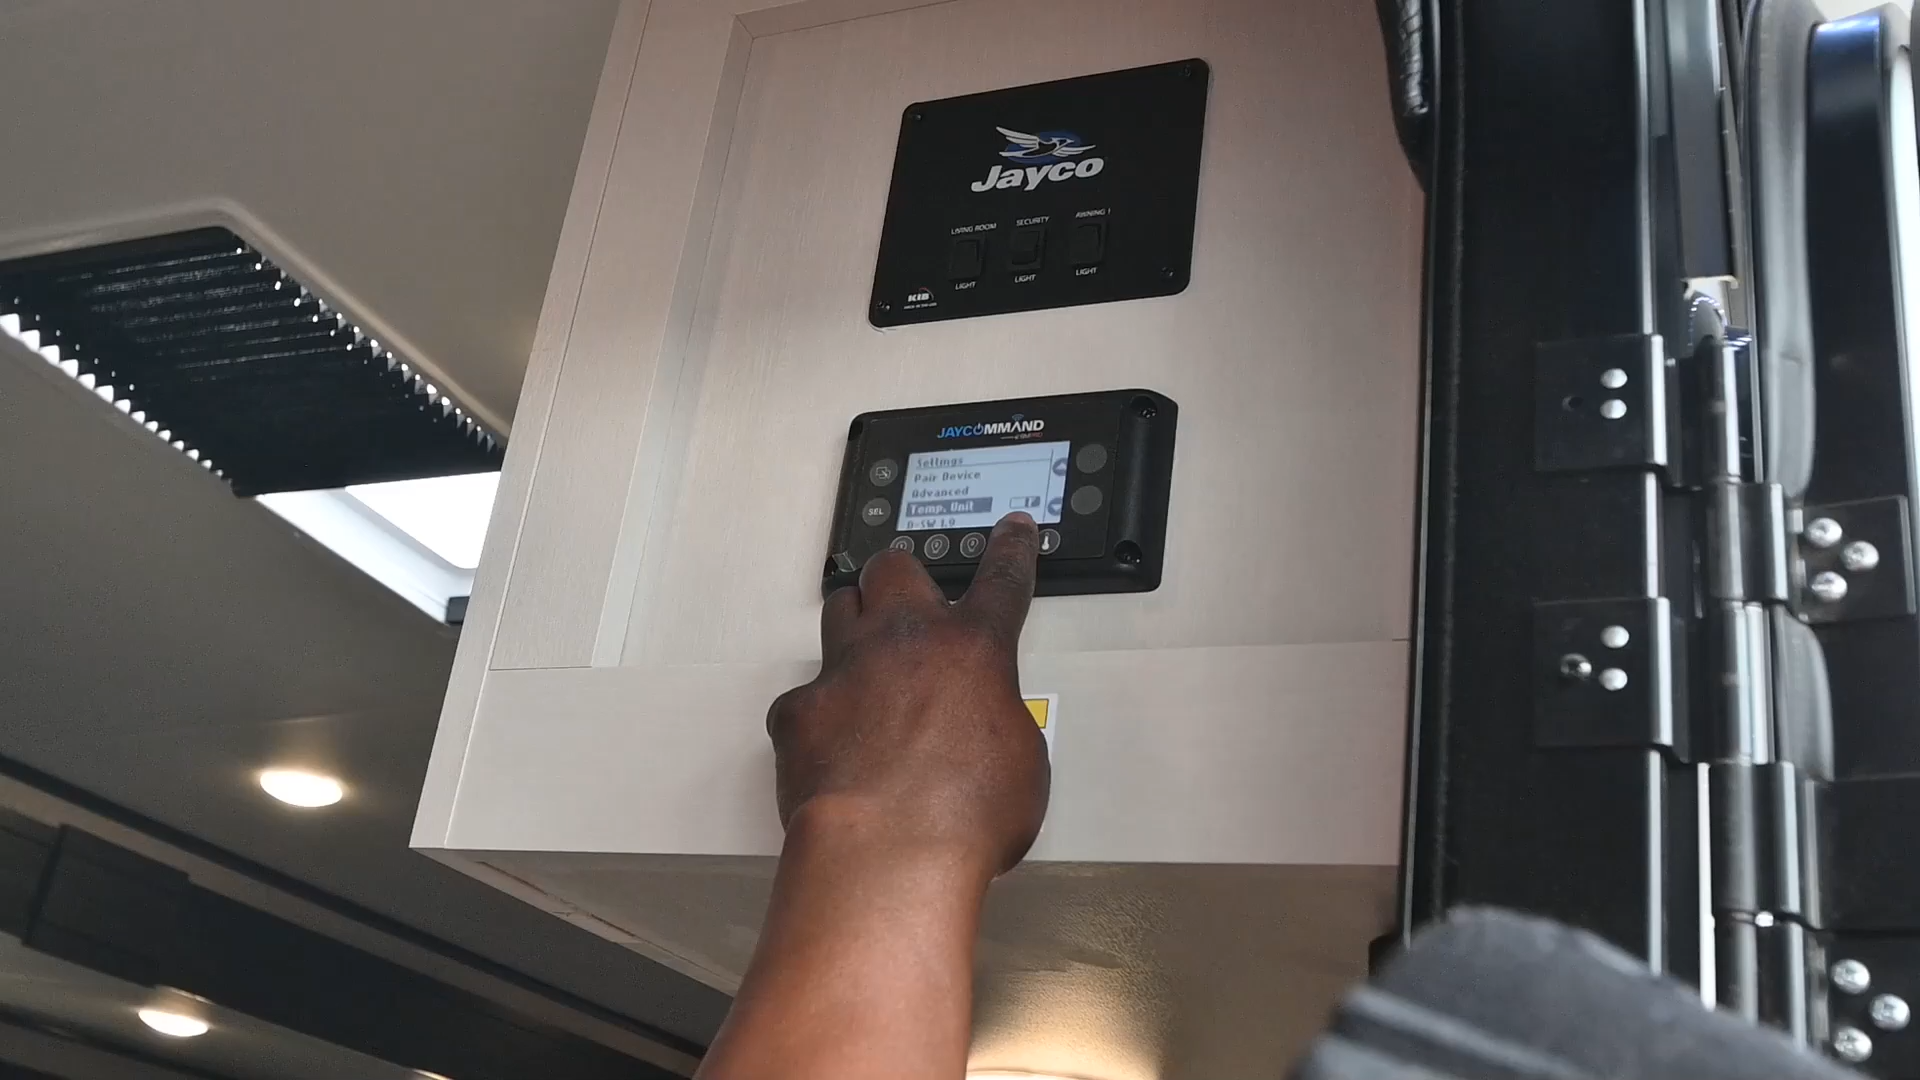 Jayco
LIVING ROOM
SECURITY
AWNING 1
LIGHT
LIGHT
LIGHT
KIB
JAYCOMMAND
Settings
Pair Device
Advanced
Temp. Unit
SEL